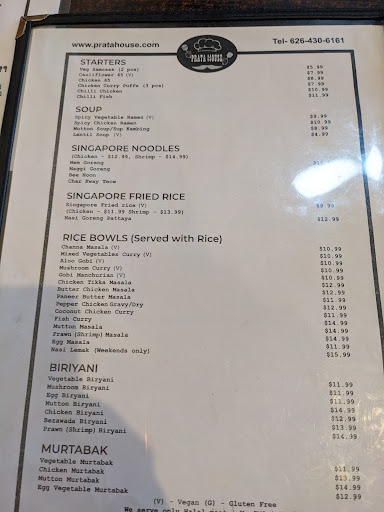 www.pratahouse.com
PRATA HOUSE
Tel- 626-430-6161
STARTERS
Veg Samosak (2 pcs) $5.99
Cauliflower 65 (V) $7.99
Chicken 65 $8.99
Chicken Curry Puffs (3 pcs) $7.99
Chilli Chicken $10.99
Chilli Fish $11.99
SOUP
Spicy Vegetable Ramen (V) $9.99
Spicy Chicken Ramen $10.99
Mutton Soup/Sup Kambing $8.99
Lentil Soup (V) $4.99
SINGAPORE NOODLES
(Chicken - $12.99, Shrimp - $14.99)
Mee Goreng
Maggi Goreng
Bee Hoon
Char Kway Teow
SINGAPORE FRIED RICE
Singapore Fried rice (V) $9.99
(Chicken - $11.99 Shrimp - $13.99)
Nasi Goreng Pattaya $12.99
RICE BOWLS (Served with Rice)
Channa Masala (V) $10.99
Mixed Vegetables Curry (V) $10.99
Aloo Gobi (V) $10.99
Mushroom Curry (V) $10.99
Gobi Manchurian (V) $10.99
Chicken Tikka Masala $12.99
Butter Chicken Masala $12.99
Paneer Butter Masala $11.99
Pepper Chicken Gravy/Dry $12.99
Coconut Chicken Curry $11.99
Fish Curry $14.99
Mutton Masala $14.99
Prawn (Shrimp) Masala $14.99
Egg Masala $11.99
Nasi Lemak (Weekends only) $15.99
BIRIYANI
Vegetable Biryani $11.99
Mushroom Biryani $11.99
Egg Biryani $11.99
Mutton Biryani $14.99
Chicken Biryani $12.99
Bezawada Biryani $13.99
Prawn (Shrimp) Biryani $14.99
MURTABAK
Vegetable Murtabak $11.99
Chicken Murtabak $13.99
Mutton Murtabak $14.99
Egg Vegetable Murtabak $12.99
(V) - Vegan (G) - Gluten Free
We serve only Halal